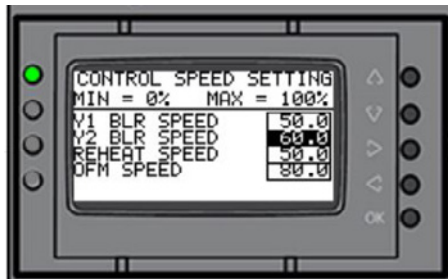 CONTROL SPEED SETTING
MIN = 0% MAX = 100%
Y1 BLR SPEED 50.0
Y2 BLR SPEED 60.0
REHEAT SPEED 50.0
OFM SPEED 80.0
OK